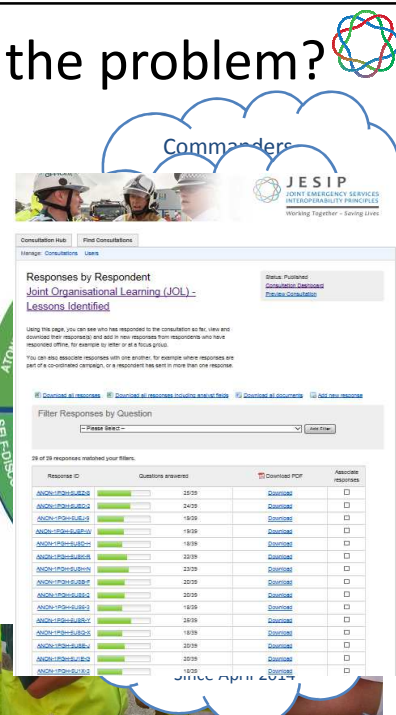 the problem?
Commanders
JESIP
JOINT EMERGENCY SERVICES
INTEROPERABILITY PRINCIPLES
Working Together – Saving Lives
Consultation Hub Find Consultations
Manage: Consultations Users
Responses by Respondent
Joint Organisational Learning (JOL) -
Lessons Identified
Status: Published
Consultation Dashboard
Preview Consultation
Using this page, you can see who has responded to the consultation so far, view and
download their response(s) and add in new responses from respondents who have
responded offline, for example by letter or at a focus group.
You can also associate responses with one another, for example where responses are
part of a co-ordinated campaign, or a respondent has sent in more than one response.
Download all responses Download all responses including analyst fields Download all documents Add new response
Filter Responses by Question
-- Please Select -- Add Filter
39 of 39 responses matched your filters.
Response ID Questions answered Download PDF Associate
responses
25/39 Download
24/39 Download
19/39 Download
19/39 Download
18/39 Download
22/39 Download
23/39 Download
20/39 Download
20/39 Download
18/39 Download
Download
18/39 Download
20/39 Download
20/39 Download
Download
Since April 2014